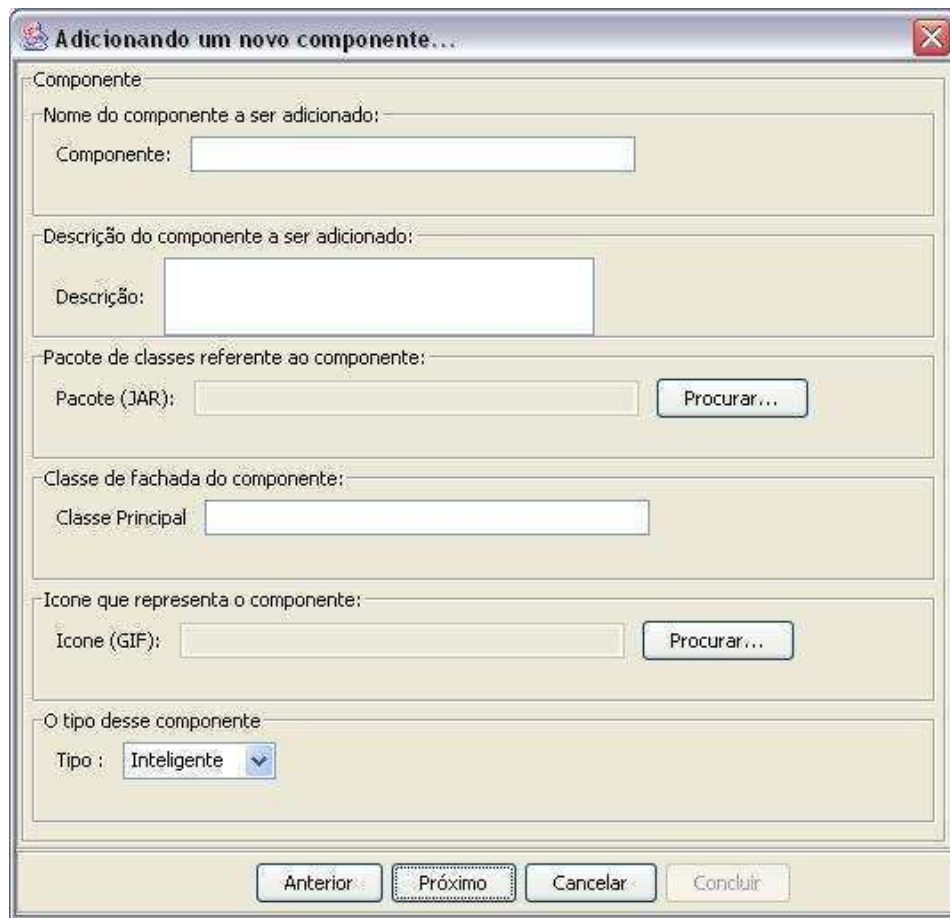 Adicionando um novo componente...
Componente
Nome do componente a ser adicionado:
Componente:
Descrição do componente a ser adicionado:
Descrição:
Pacote de classes referente ao componente:
Pacote (JAR): Procurar...
Classe de fachada do componente:
Classe Principal
Icone que representa o componente:
Icone (GIF): Procurar...
O tipo desse componente
Tipo : Inteligente
Anterior Próximo Cancelar Concluir